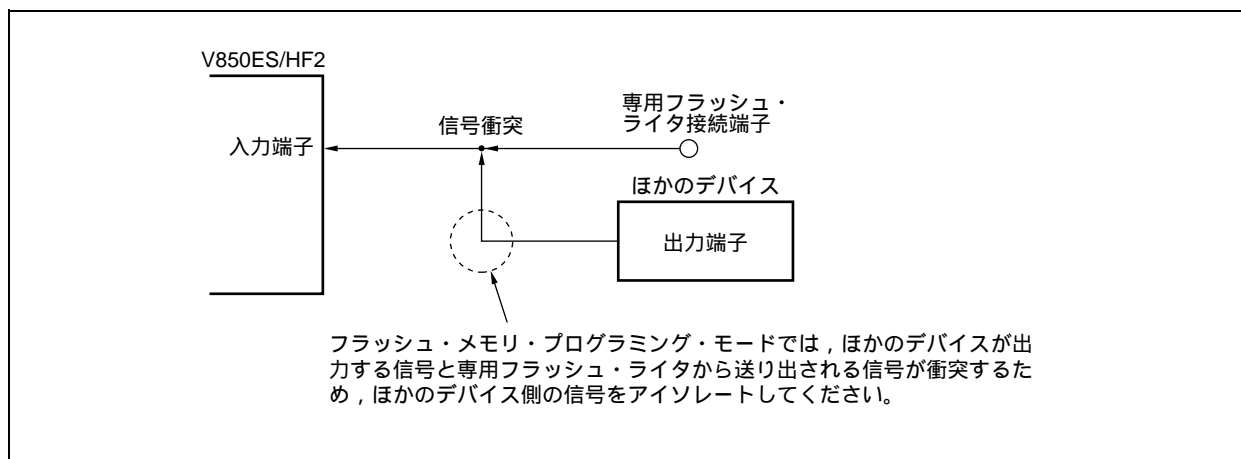 V850ES/HF2
入力端子
信号衝突
専用フラッシュ・
ライタ接続端子
ほかのデバイス
出力端子
フラッシュ・メモリ・プログラミング・モードでは，ほかのデバイスが出
力する信号と専用フラッシュ・ライタから送り出される信号が衝突するた
め，ほかのデバイス側の信号をアイソレートしてください。